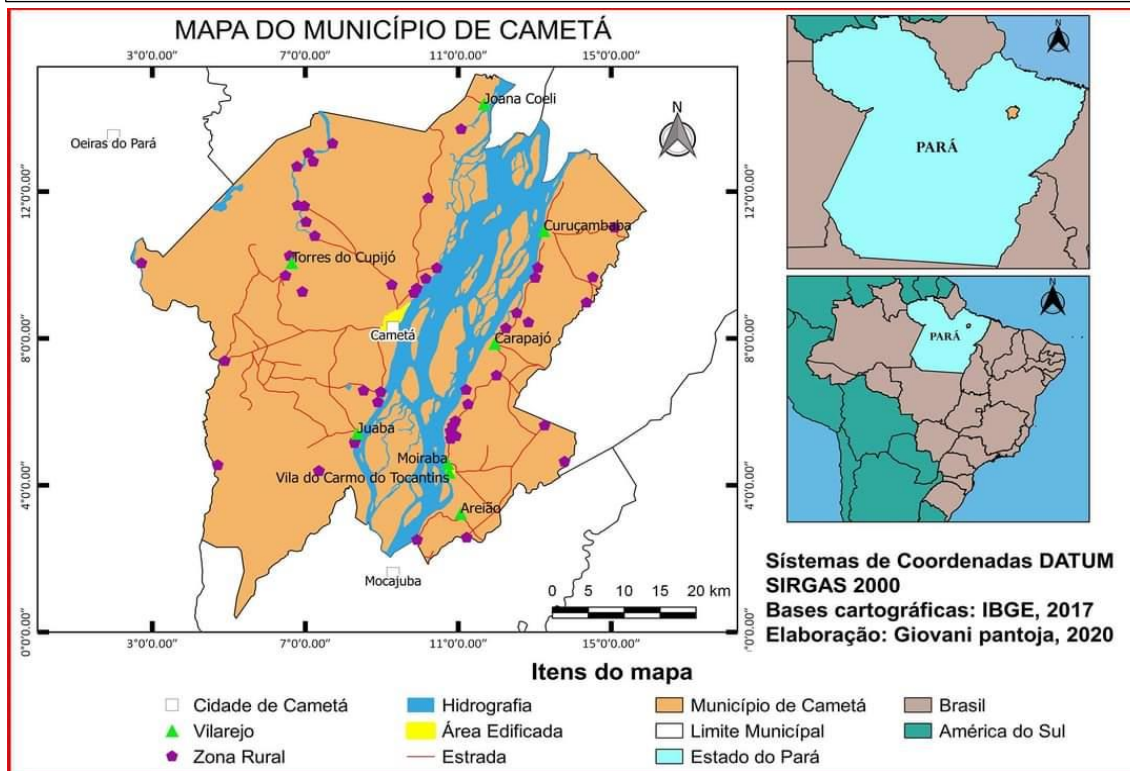 MAPA DO MUNICÍPIO DE CAMETÁ
3°0'0.00" 7°0'0.00" 11°0'0.00" 15°0'0.00"
12°0'0.00"
8°0'0.00"
4°0'0.00"
0°0'0.00"
Joana Coeli
N
Oeiras do Pará
Curuçambaba
Torres do Cupijó
Cametá
Carapajó
Juaba
Moiraba
Vila do Carmo do Tocantins
Areião
Mocajuba
0 5 10 15 20 km
3°0'0.00" 7°0'0.00" 11°0'0.00" 15°0'0.00"
12°0'0.00"
8°0'0.00"
4°0'0.00"
°0'0.00"
N
PARÁ
N
PARÁ
Sístemas de Coordenadas DATUM
SIRGAS 2000
Bases cartográficas: IBGE, 2017
Elaboração: Giovani pantoja, 2020
Itens do mapa
Cidade de Cametá
Vilarejo
Zona Rural
Hidrografia
Área Edificada
Estrada
Município de Cametá
Limite Municípal
Estado do Pará
Brasil
América do Sul